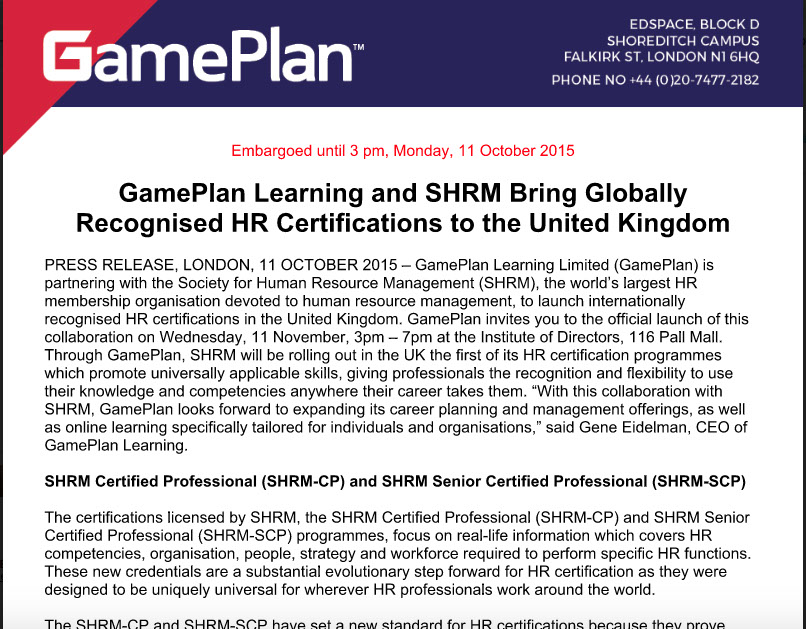 GamePlan™
EDSPACE, BLOCK D
SHOREDITCH CAMPUS
FALKIRK ST, LONDON N1 6HQ
PHONE NO +44 (0)20-7477-2182
Embargoed until 3 pm, Monday, 11 October 2015
GamePlan Learning and SHRM Bring Globally
Recognised HR Certifications to the United Kingdom
PRESS RELEASE, LONDON, 11 OCTOBER 2015 – GamePlan Learning Limited (GamePlan) is
partnering with the Society for Human Resource Management (SHRM), the world’s largest HR
membership organisation devoted to human resource management, to launch internationally
recognised HR certifications in the United Kingdom. GamePlan invites you to the official launch of this
collaboration on Wednesday, 11 November, 3pm – 7pm at the Institute of Directors, 116 Pall Mall.
Through GamePlan, SHRM will be rolling out in the UK the first of its HR certification programmes
which promote universally applicable skills, giving professionals the recognition and flexibility to use
their knowledge and competencies anywhere their career takes them. “With this collaboration with
SHRM, GamePlan looks forward to expanding its career planning and management offerings, as well
as online learning specifically tailored for individuals and organisations,” said Gene Eidelman, CEO of
GamePlan Learning.
SHRM Certified Professional (SHRM-CP) and SHRM Senior Certified Professional (SHRM-SCP)
The certifications licensed by SHRM, the SHRM Certified Professional (SHRM-CP) and SHRM Senior
Certified Professional (SHRM-SCP) programmes, focus on real-life information which covers HR
competencies, organisation, people, strategy and workforce required to perform specific HR functions.
These new credentials are a substantial evolutionary step forward for HR certification as they were
designed to be uniquely universal for wherever HR professionals work around the world.
The SHRM-CP and SHRM-SCP have set a new standard for HR certifications because they prove